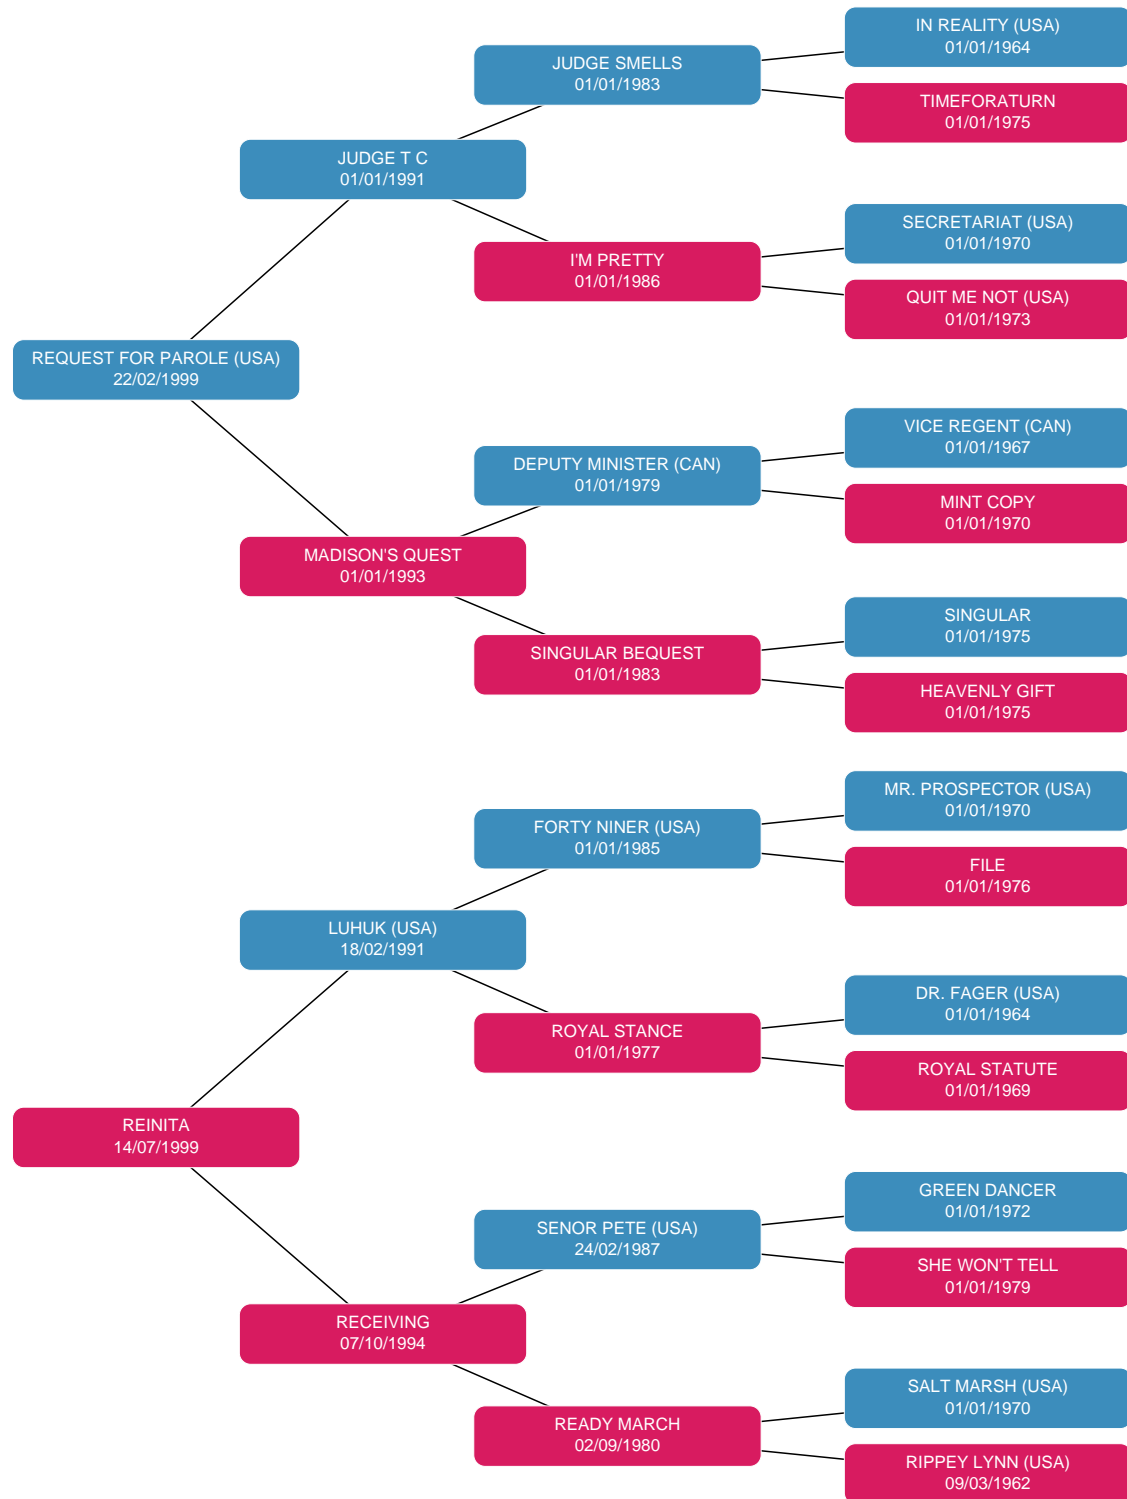 IN REALITY (USA)
01/01/1964
JUDGE SMELLS
01/01/1983
TIMEFORATURN
01/01/1975
JUDGE T C
01/01/1991
SECRETARIAT (USA)
01/01/1970
I'M PRETTY
01/01/1986
QUIT ME NOT (USA)
01/01/1973
REQUEST FOR PAROLE (USA)
22/02/1999
VICE REGENT (CAN)
01/01/1967
DEPUTY MINISTER (CAN)
01/01/1979
MINT COPY
01/01/1970
MADISON'S QUEST
01/01/1993
SINGULAR
01/01/1975
SINGULAR BEQUEST
01/01/1983
HEAVENLY GIFT
01/01/1975
MR. PROSPECTOR (USA)
01/01/1970
FORTY NINER (USA)
01/01/1985
FILE
01/01/1976
LUHUK (USA)
18/02/1991
DR. FAGER (USA)
01/01/1964
ROYAL STANCE
01/01/1977
ROYAL STATUTE
01/01/1969
REINITA
14/07/1999
GREEN DANCER
01/01/1972
SENOR PETE (USA)
24/02/1987
SHE WON'T TELL
01/01/1979
RECEIVING
07/10/1994
SALT MARSH (USA)
01/01/1970
READY MARCH
02/09/1980
RIPPEY LYNN (USA)
09/03/1962